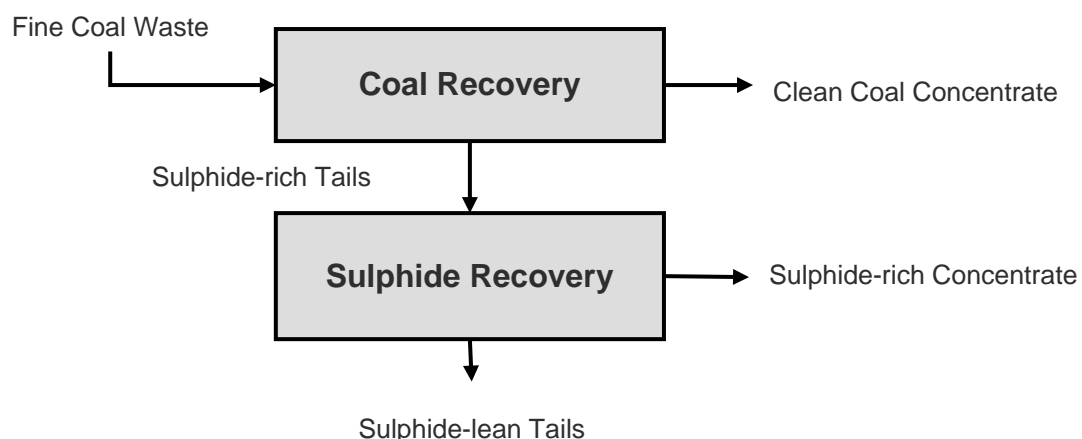 Fine Coal Waste
Coal Recovery
Clean Coal Concentrate
Sulphide-rich Tails
Sulphide Recovery
Sulphide-rich Concentrate
Sulphide-lean Tails